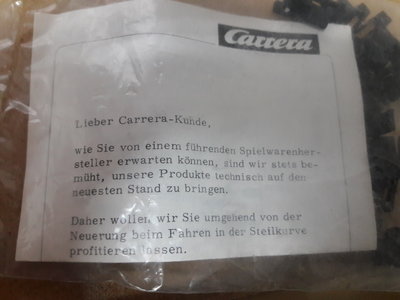 Carrera
Lieber Carrera-Kunde,
wie Sie von einem führenden Spielwarenher-
steller erwarten können, sind wir stets be-
müht, unsere Produkte technisch auf den
neuesten Stand zu bringen.
Daher wollen wir Sie umgehend von der
Neuerung beim Fahren in der Steilkurve
profitieren lassen.